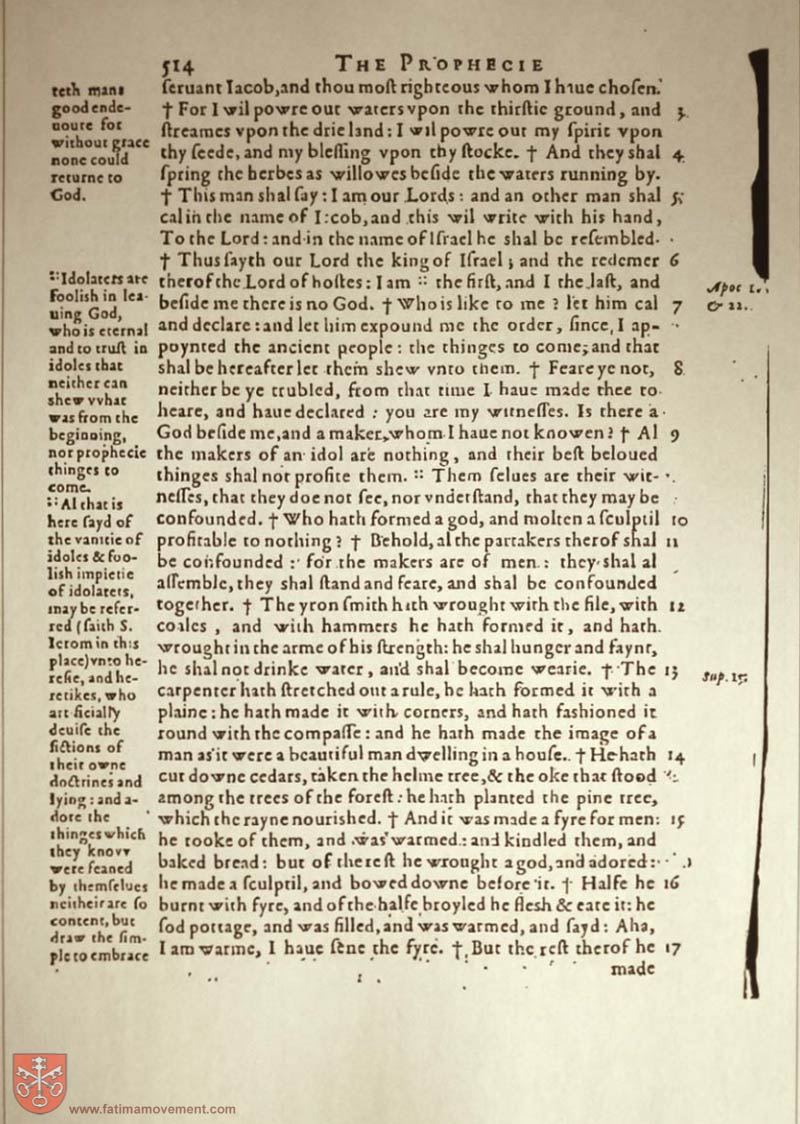 514 THE PROPHECIE
teth mans
good ende-
uoure for
without grace
none could
returne to
God.
∷Idolaters are
foolish in lea-
uing God,
who is eternal
and to trust in
idoles that
neither can
shew vvhat
was from the
beginning,
nor prophecie
thinges to
come.
∷Al that is
here sayd of
the vanitie of
idoles & foo-
lish impietie
of idolaters,
may be refer-
red (saith S.
Ierom in this
place) vnto he-
resie, and he-
retikes, who
artificially
deuise the
fictions of
their owne
doctrines and
lying: and a-
dore the
thinges which
they knovv
were feaned
by themselues
neitheir are so
content, but
draw the sim-
ple to embrace
seruant Iacob, and thou most righteous whom I haue chosen.
† For I wil powre out waters vpon the thirstie ground, and 3
streames vpon the drie land: I wil powre out my spirit vpon
thy seede, and my blessing vpon thy stocke. † And they shal 4
spring the herbes as willowes beside the waters running by.
† This man shal say: I am our Lords: and an other man shal 5
cal in the name of Iacob, and this wil write with his hand,
To the Lord: and in the name of Israel he shal be resembled.
† Thus sayth our Lord the king of Israel; and the redemer 6
therof the Lord of hostes: I am ∷ the first, and I the last, and
beside me there is no God. † Who is like to me? let him cal 7
and declare: and let him expound me the order, since, I ap-
poynted the ancient people: the thinges to come, and that
shal be hereafter let them shew vnto them. † Feare ye not, 8
neither be ye trubled, from that time I haue made thee to
heare, and haue declared: you are my witnesses. Is there a
God beside me, and a maker, whom I haue not knowen? † Al 9
the makers of an idol are nothing, and their best beloued
thinges shal not profite them. ∷ Them selues are their wit-
nesses, that they doe not see, nor vnderstand, that they may be
confounded. † Who hath formed a god, and molten a sculptil 10
profitable to nothing? † Behold, al the partakers therof shal 11
be confounded: for the makers are of men: they shal al
assemble, they shal stand and feare, and shal be confounded
together. † The yron smith hath wrought with the file, with 12
coales, and with hammers he hath formed it, and hath
wrought in the arme of his strength: he shal hunger and faynt,
he shal not drinke water, and shal become wearie. † The 13
carpenter hath stretched out a rule, he hath formed it with a
plaine: he hath made it with corners, and hath fashioned it
round with the compasse: and he hath made the image of a
man as it were a beautiful man dwelling in a house. † He hath 14
cut downe cedars, taken the helme tree, & the oke that stood
among the trees of the forest: he hath planted the pine tree,
which the rayne nourished. † And it was made a fyre for men: 15
he tooke of them, and was warmed: and kindled them, and
baked bread: but of the rest he wrought a god, and adored:
he made a sculptil, and bowed downe before it. † Halfe he 16
burnt with fyre, and of the halfe broyled he flesh & eate it: he
sod pottage, and was filled, and was warmed, and sayd: Aha,
I am warme, I haue sene the fyre. † But the rest therof he 17
made
Apoc 1.
& 22.
Sup. 15.
www.fatimamovement.com